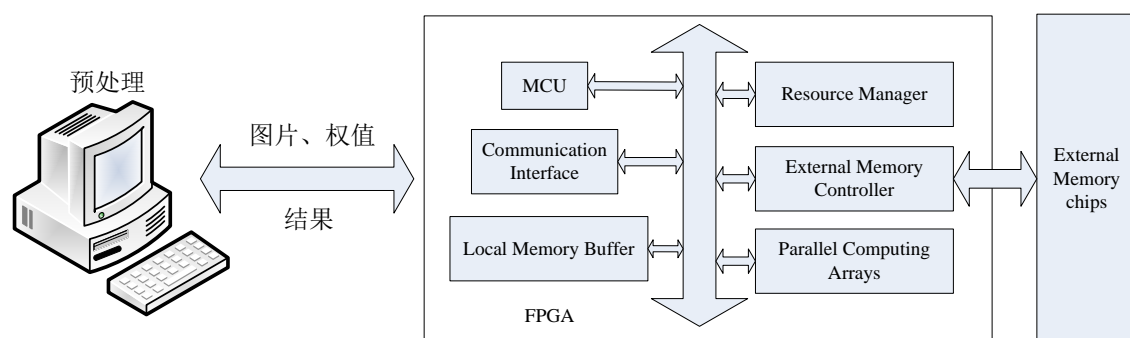 预处理
图片、权值
结果
MCU
Communication
Interface
Local Memory Buffer
FPGA
Resource Manager
External Memory
Controller
Parallel Computing
Arrays
External
Memory
chips